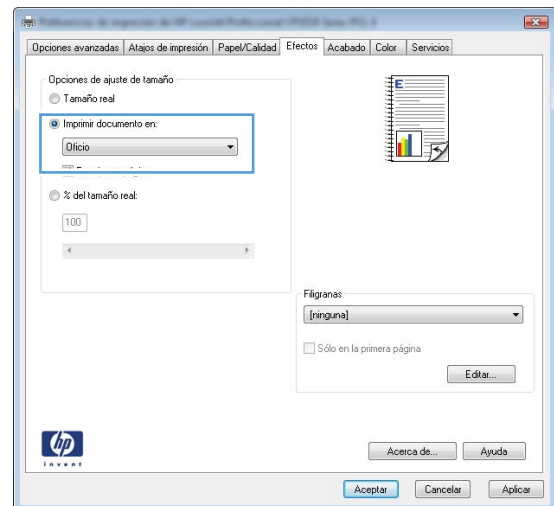 Opciones avanzadas Atajos de impresión Papel/Calidad Efectos Acabado Color Servicios
Opciones de ajuste de tamaño
Tamaño real
Imprimir documento en:
Oficio
% del tamaño real:
100
E
Filigranas
[ninguna]
Sólo en la primera página
Editar...
hp
invent
Acerca de... Ayuda
Aceptar Cancelar Aplicar